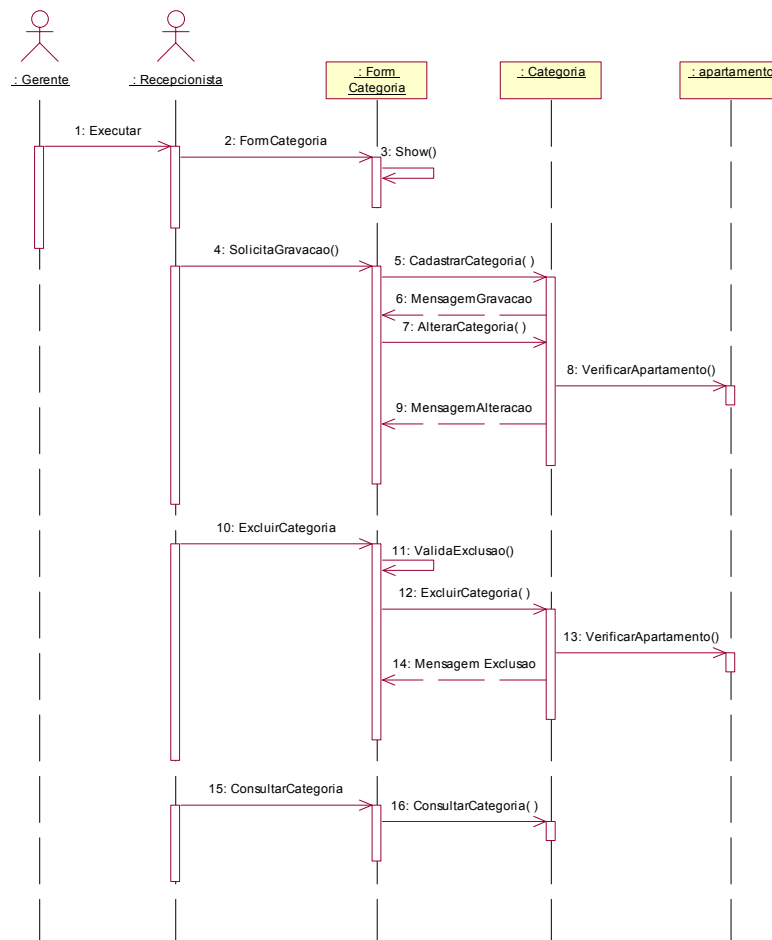 : Gerente
: Recepcionista
: Form
Categoria
: Categoria
: apartamento
1: Executar
2: FormCategoria
3: Show()
4: SolicitaGravacao()
5: CadastrarCategoria( )
6: MensagemGravacao
7: AlterarCategoria( )
8: VerificarApartamento()
9: MensagemAlteracao
10: ExcluirCategoria
11: ValidaExclusao()
12: ExcluirCategoria( )
13: VerificarApartamento()
14: Mensagem Exclusao
15: ConsultarCategoria
16: ConsultarCategoria( )